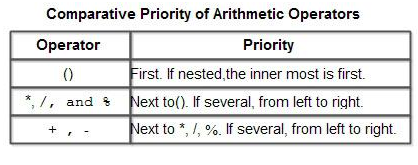 Comparative Priority of Arithmetic Operators
Operator Priority
() First. If nested,the inner most is first.
*, /, and % Next to(). If several, from left to right.
+ , - Next to *, /, %. If several, from left to right.